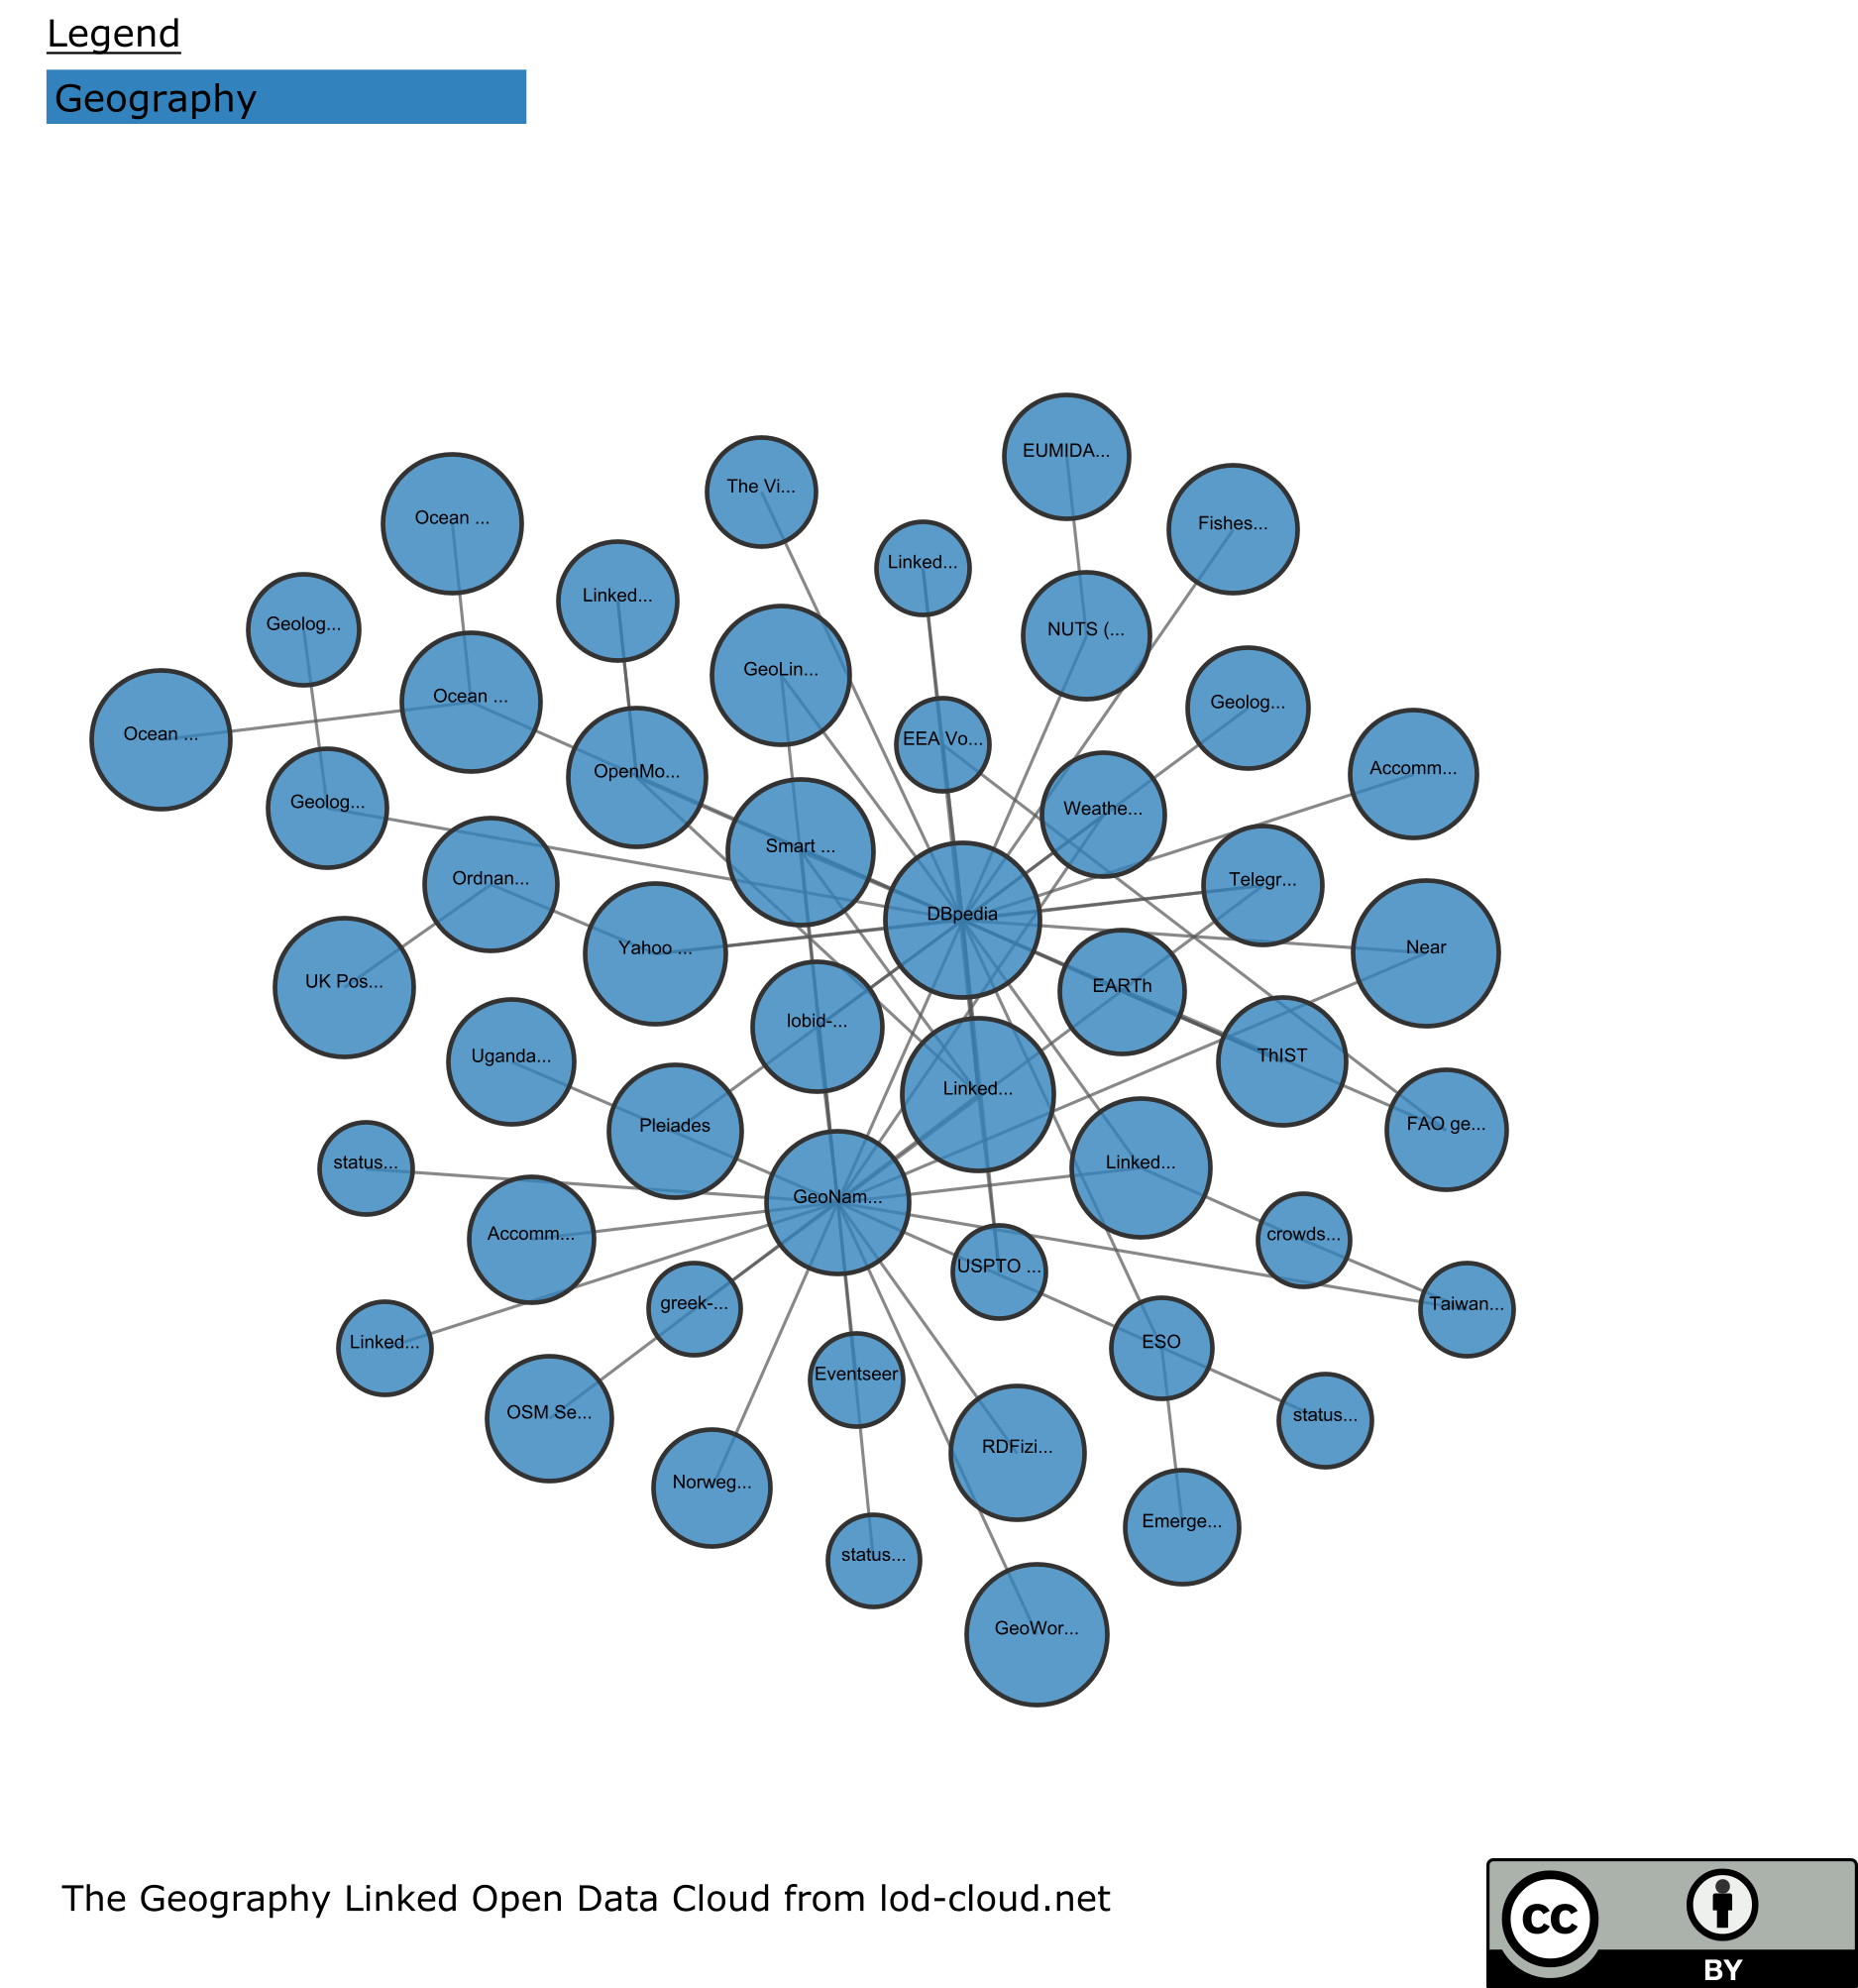 Legend
Geography
EUMIDA...
The Vi...
Ocean ...
Fishes...
Linked...
Linked...
Geolog...
NUTS (...
GeoLin...
Ocean ...
Geolog...
Ocean ...
EEA Vo...
OpenMo...
Accomm...
Geolog...
Weathe...
Smart ...
Ordnan...
Telegr...
DBpedia
Yahoo ...
Near
UK Pos...
EARTh
lobid-...
Uganda...
ThIST
Linked...
Pleiades
FAO ge...
status...
Linked...
GeoNam...
Accomm...
crowds...
USPTO ...
greek-...
Taiwan...
Linked...
ESO
Eventseer
OSM Se...
status...
RDFizi...
Norweg...
Emerge...
status...
GeoWor...
The Geography Linked Open Data Cloud from lod-cloud.net
cc
BY